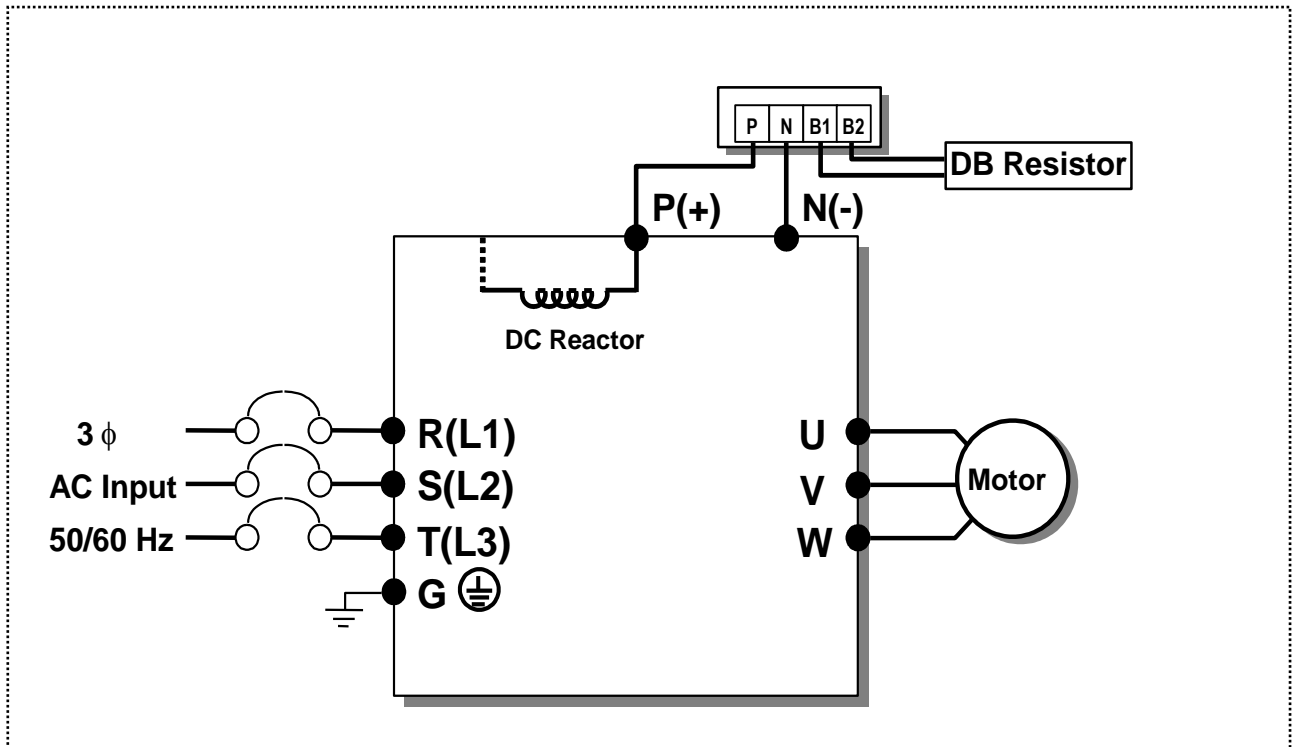 P N B1 B2
DB Resistor
P(+) N(-)
DC Reactor
3 ϕ
R(L1)
U
AC Input
S(L2)
V
Motor
50/60 Hz
T(L3)
W
G